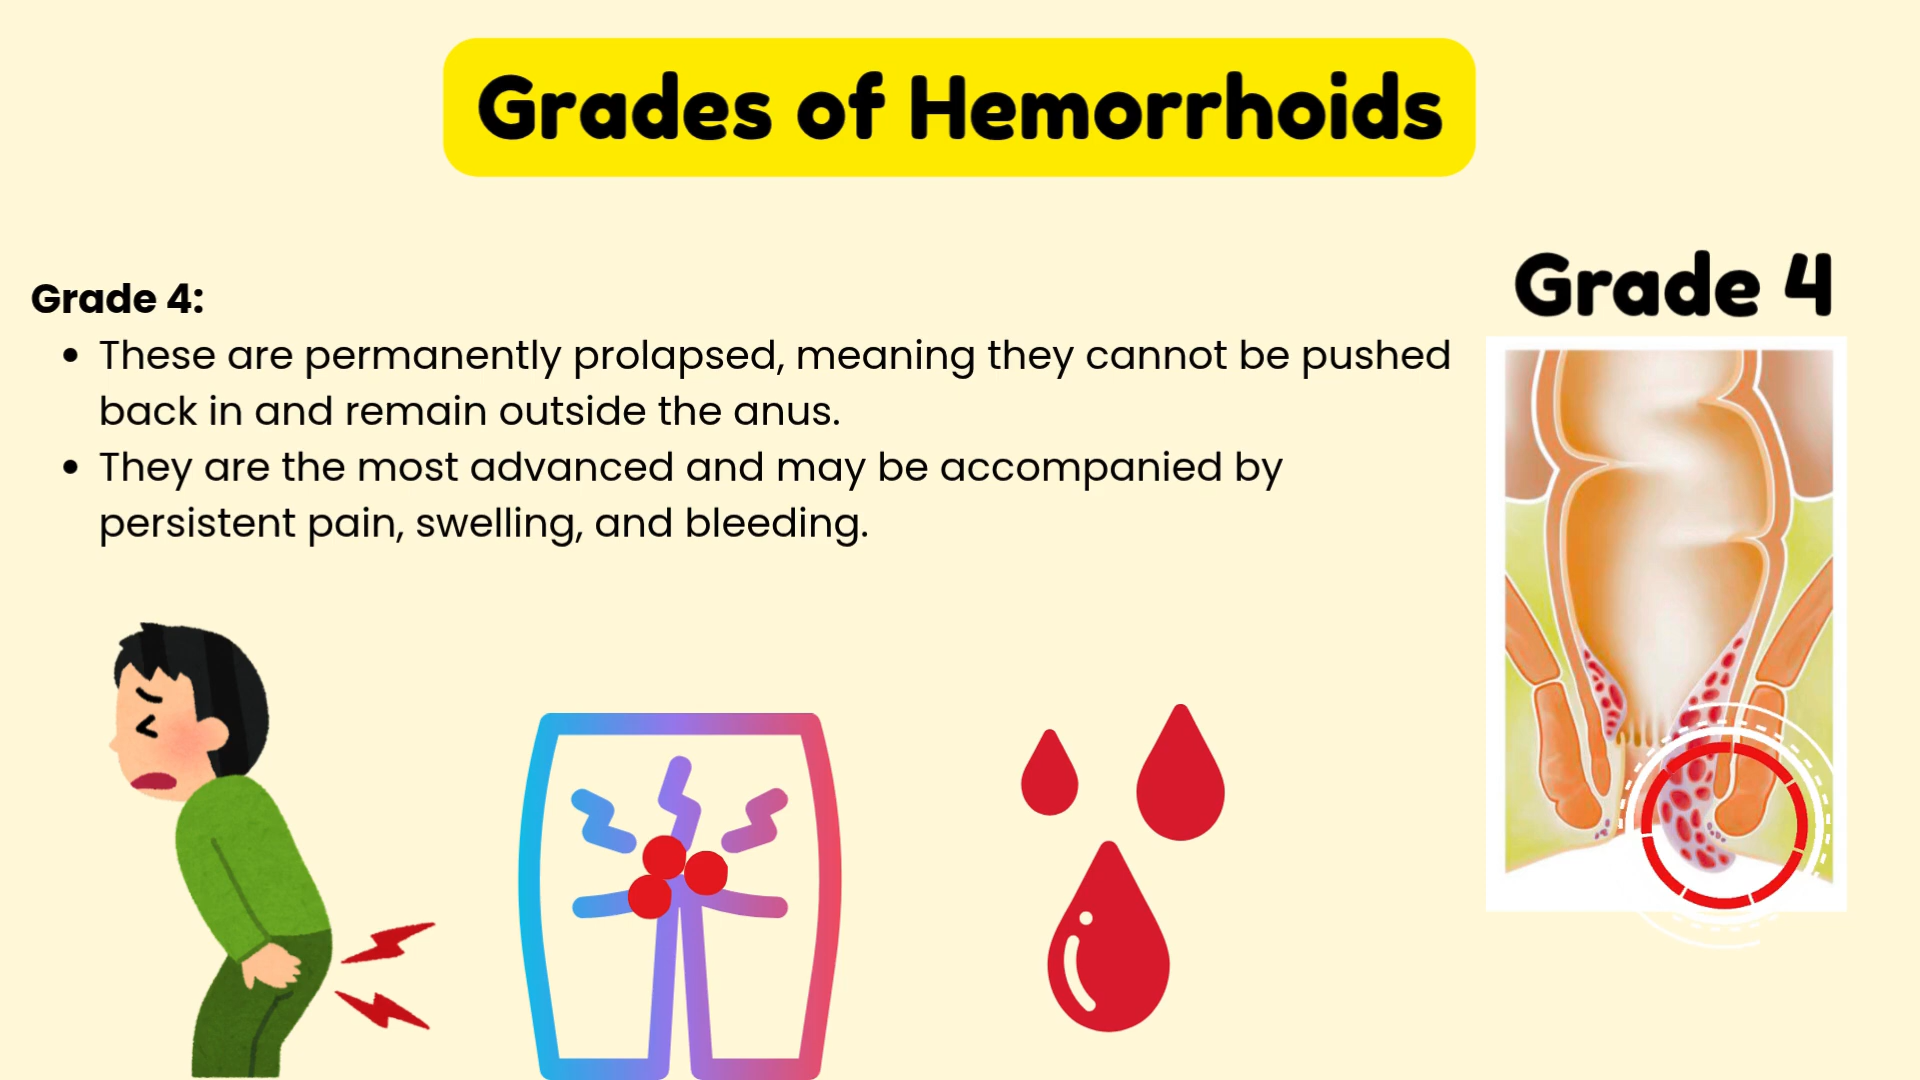 Grades of Hemorrhoids
Grade 4:
• These are permanently prolapsed, meaning they cannot be pushed
back in and remain outside the anus.
• They are the most advanced and may be accompanied by
persistent pain, swelling, and bleeding.
Grade 4